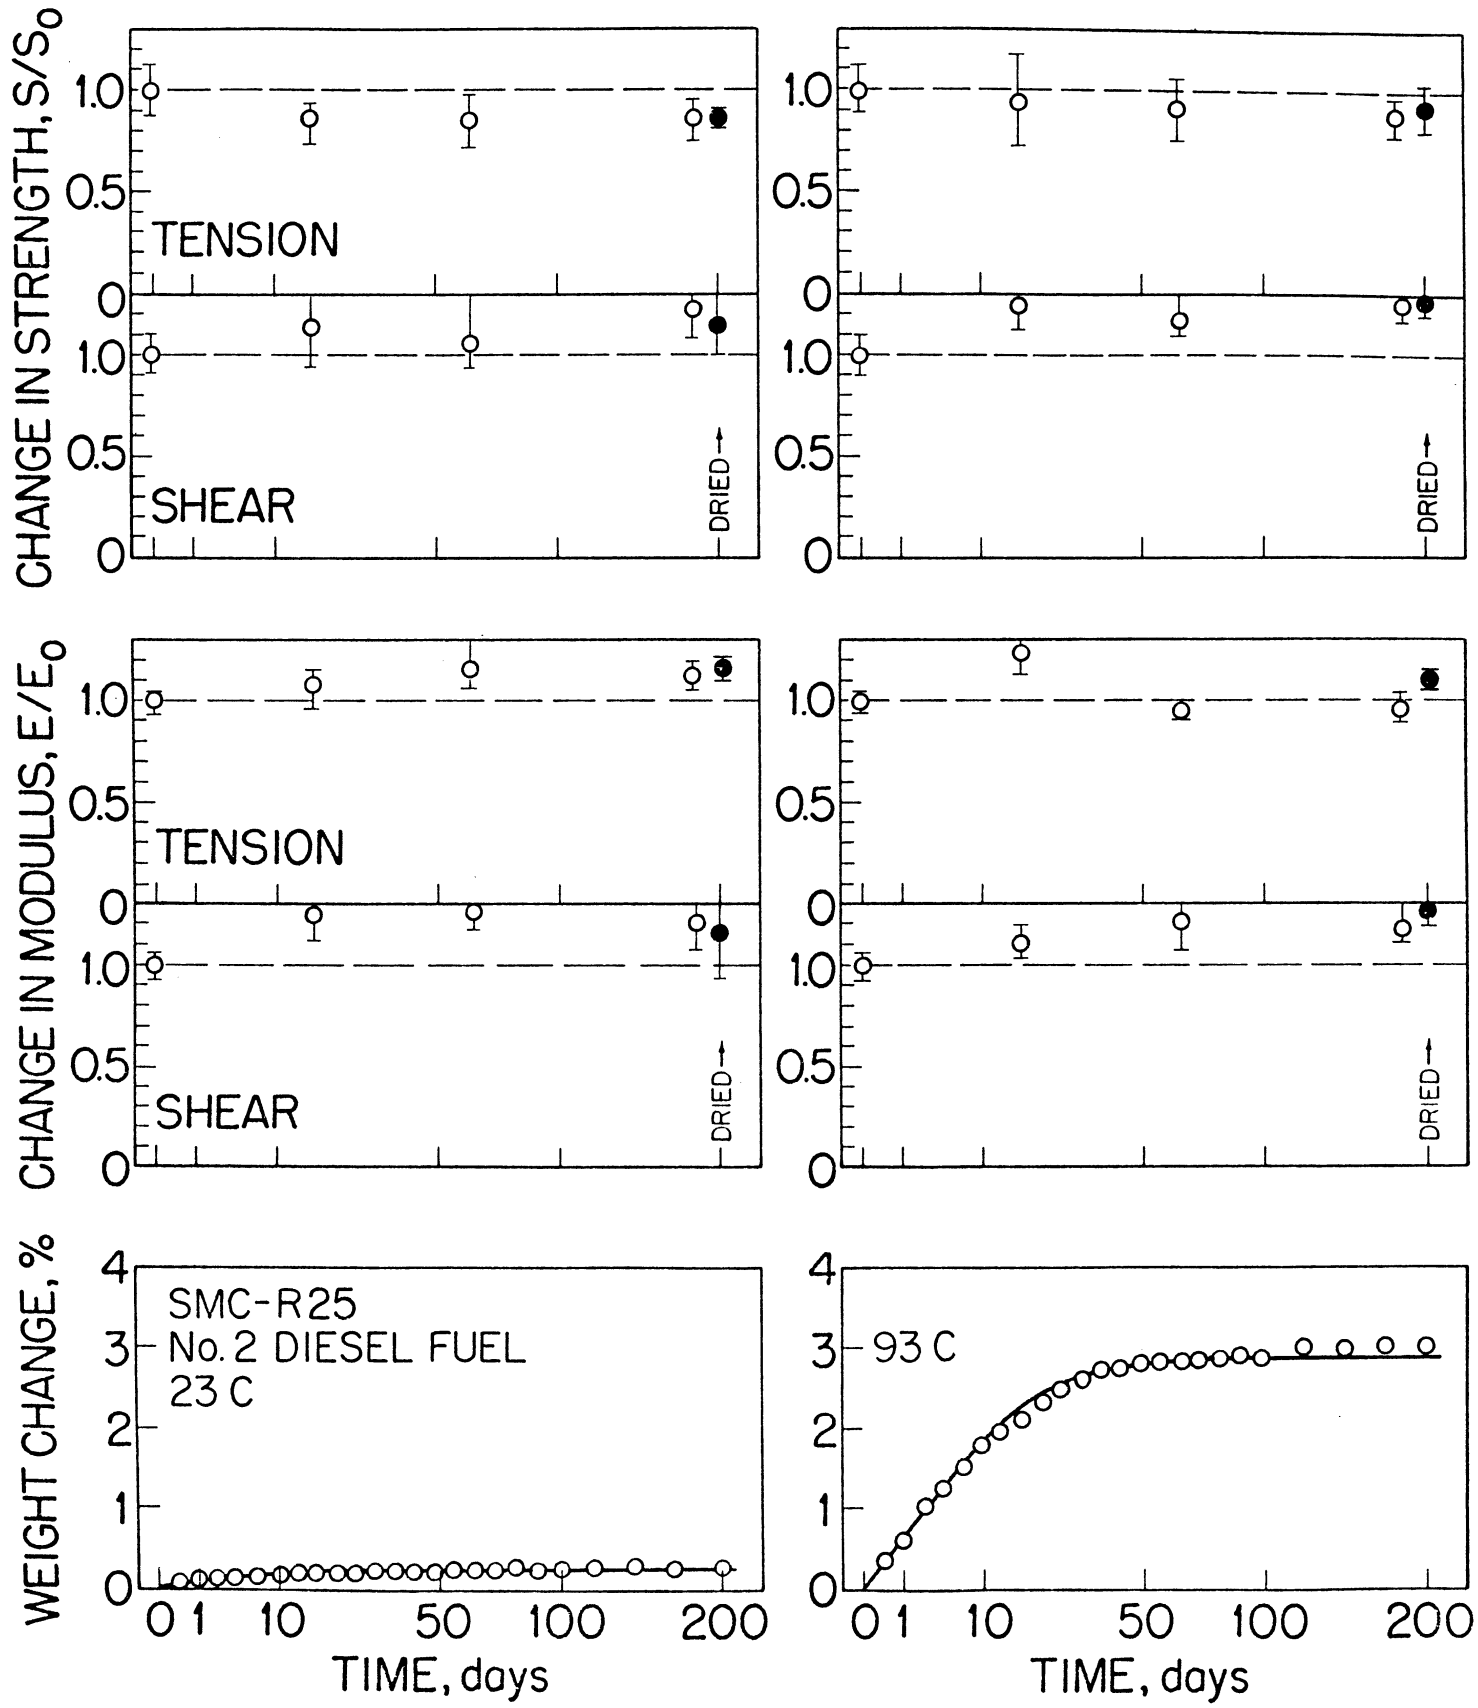 CHANGE IN STRENGTH, S/S₀
1.0
0.5
TENSION
0
1.0
0.5
SHEAR
DRIED
0
1.0
0.5
0
1.0
0.5
DRIED
0
CHANGE IN MODULUS, E/E₀
1.0
0.5
TENSION
0
1.0
0.5
SHEAR
DRIED
0
1.0
0.5
0
1.0
0.5
DRIED
0
WEIGHT CHANGE, %
4
3
2
1
0
SMC-R25
No. 2 DIESEL FUEL
23 C
0 1 10 50 100 200
TIME, days
4
3
2
1
0
93 C
0 1 10 50 100 200
TIME, days